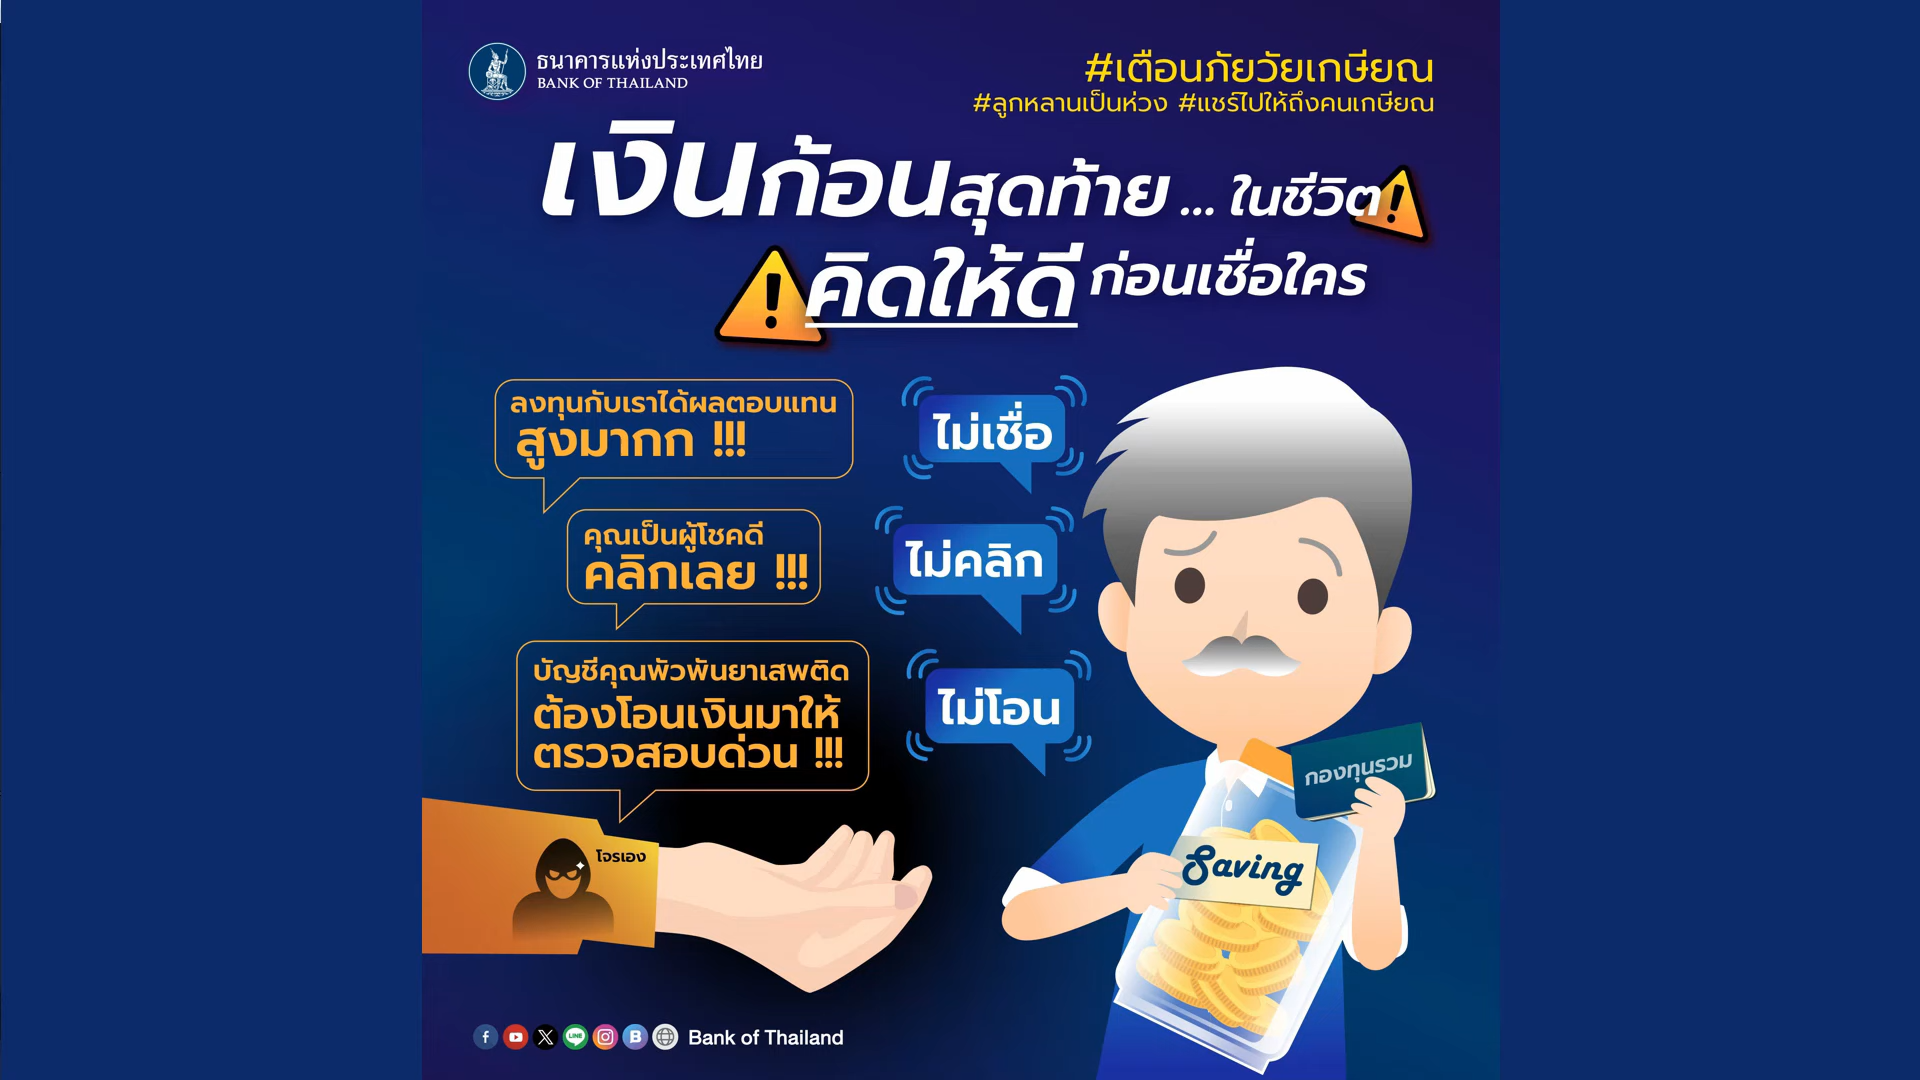 ธนาคารแห่งประเทศไทย
BANK OF THAILAND
#เตือนภัยวัยเกษียณ
#ลูกหลานเป็นห่วง #แชร์ไปให้ถึงคนเกษียณ
เงินก้อนสุดท้าย ... ในชีวิต
คิดให้ดี ก่อนเชื่อใคร
ลงทุนกับเราได้ผลตอบแทน
สูงมากก !!!
ไม่เชื่อ
คุณเป็นผู้โชคดี
คลิกเลย !!!
ไม่คลิก
บัญชีคุณพัวพันยาเสพติด
ต้องโอนเงินมาให้
ตรวจสอบด่วน !!!
ไม่โอน
กองทุนรวม
Saving
โจรเอง
Bank of Thailand